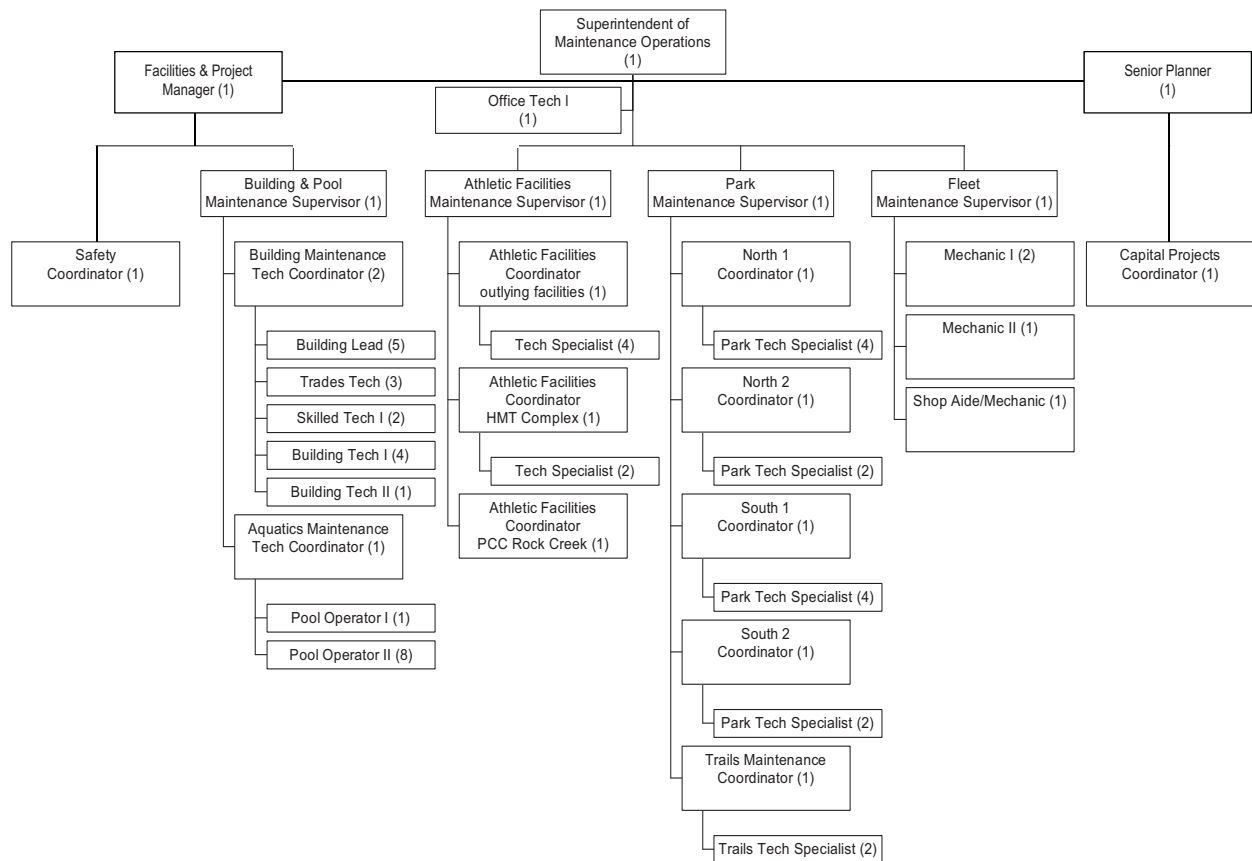 Superintendent of
Maintenance Operations
(1)
Facilities & Project
Manager (1)
Senior Planner
(1)
Office Tech I
(1)
Building & Pool
Maintenance Supervisor (1)
Athletic Facilities
Maintenance Supervisor (1)
Park
Maintenance Supervisor (1)
Fleet
Maintenance Supervisor (1)
Safety
Coordinator (1)
Building Maintenance
Tech Coordinator (2)
Building Lead (5)
Trades Tech (3)
Skilled Tech I (2)
Building Tech I (4)
Building Tech II (1)
Aquatics Maintenance
Tech Coordinator (1)
Pool Operator I (1)
Pool Operator II (8)
Athletic Facilities
Coordinator
outlying facilities (1)
Tech Specialist (4)
Athletic Facilities
Coordinator
HMT Complex (1)
Tech Specialist (2)
Athletic Facilities
Coordinator
PCC Rock Creek (1)
North 1
Coordinator (1)
Park Tech Specialist (4)
North 2
Coordinator (1)
Park Tech Specialist (2)
South 1
Coordinator (1)
Park Tech Specialist (4)
South 2
Coordinator (1)
Park Tech Specialist (2)
Trails Maintenance
Coordinator (1)
Trails Tech Specialist (2)
Mechanic I (2)
Mechanic II (1)
Shop Aide/Mechanic (1)
Capital Projects
Coordinator (1)